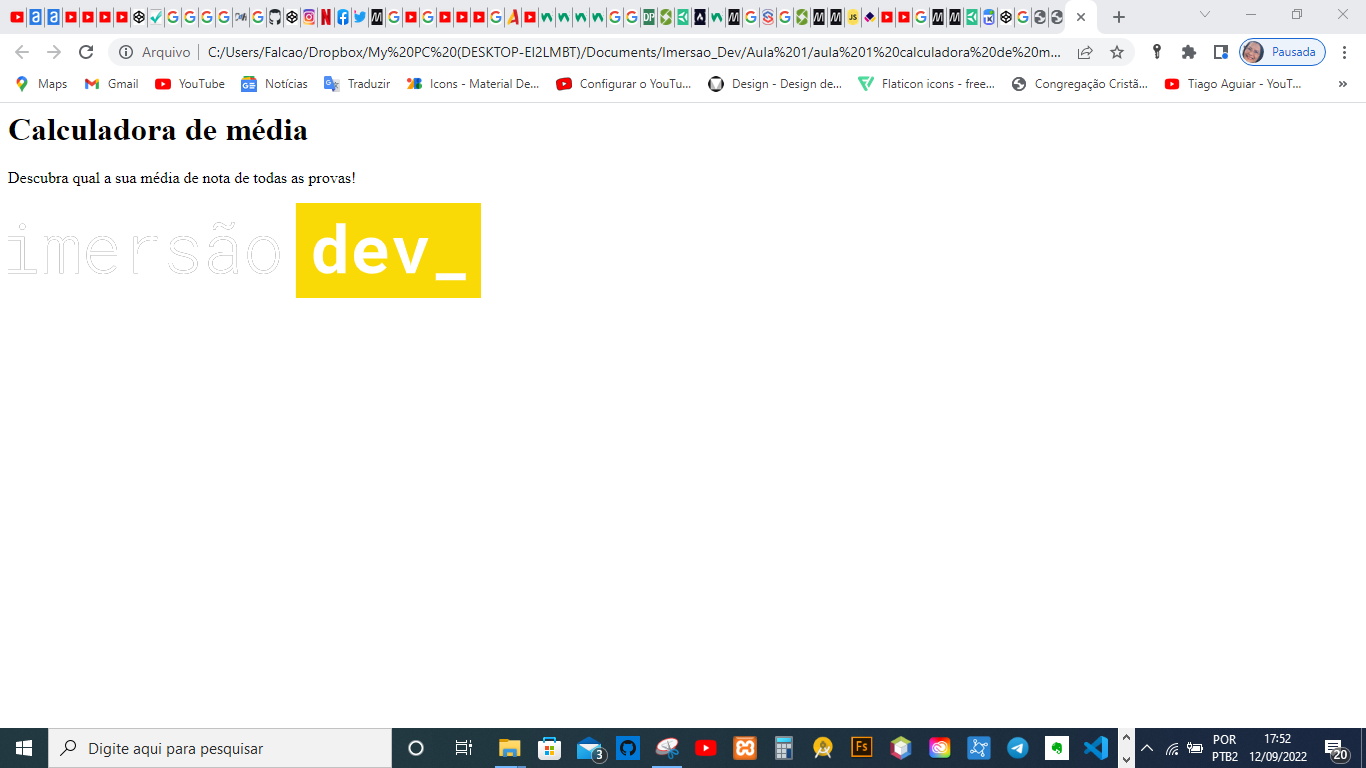 Arquivo
C:/Users/Falcao/Dropbox/My%20PC%20(DESKTOP-EI2LMBT)/Documents/Imersao_Dev/Aula%201/aula%201%20calculadora%20de%20m...
Pausada
Maps Gmail YouTube Notícias Traduzir Icons - Material De... Configurar o YouTu... Design - Design de... Flaticon icons - free... Congregação Cristã... Tiago Aguiar - YouT... »
Calculadora de média
Descubra qual a sua média de nota de todas as provas!
imersão dev_
Digite aqui para pesquisar
3
Fs
POR
PTB2
17:52
12/09/2022
20